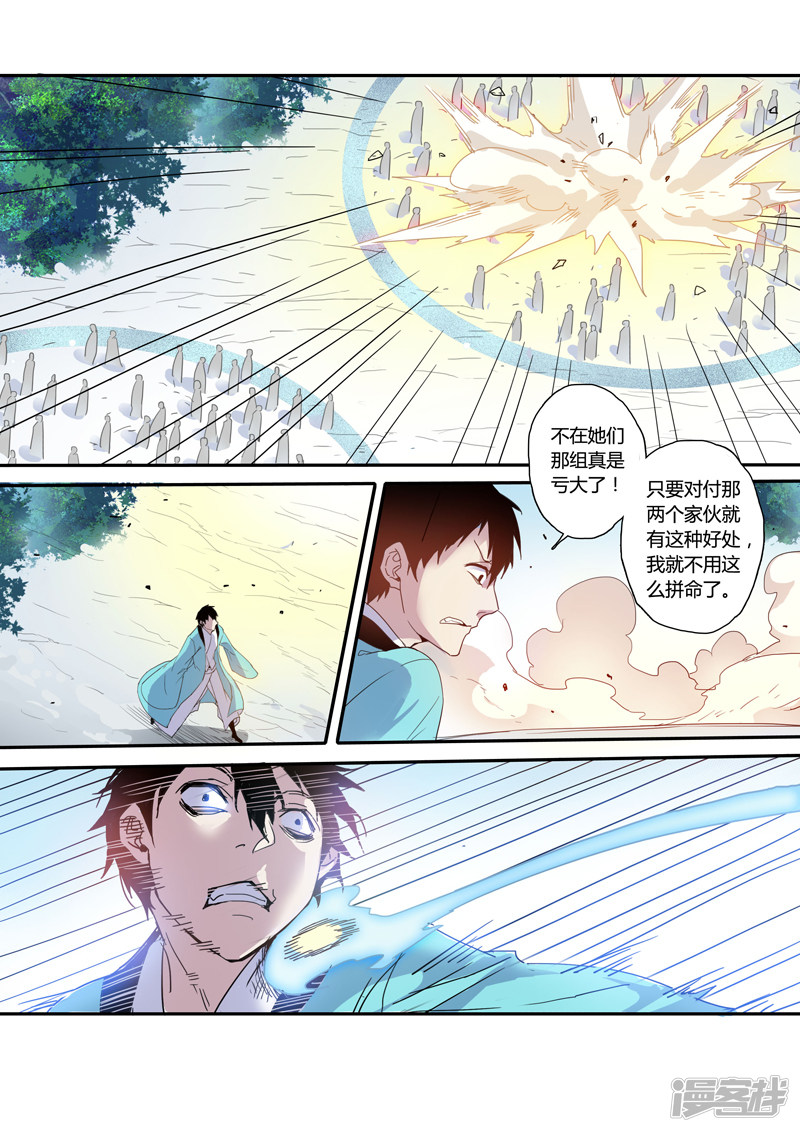 不在她们
那组真是
亏大了！
只要对付那
两个家伙就
有这种好处，
我就不用这
么拼命了。
漫客栈